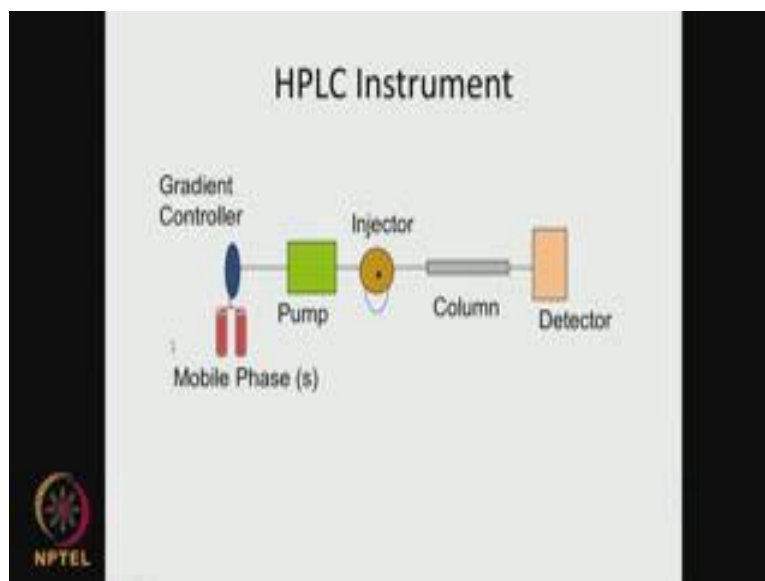 HPLC Instrument
Gradient
Controller
Injector
Pump
Column
Detector
Mobile Phase (s)
NPTEL